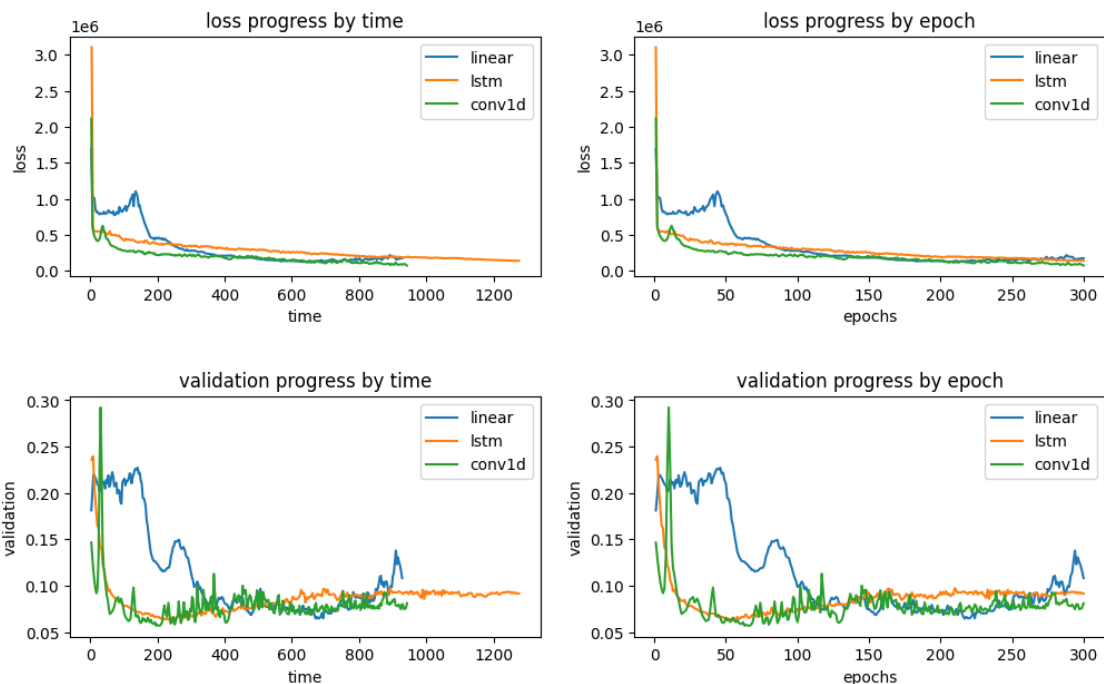 loss progress by time
1e6
3.0
2.5
2.0
1.5
1.0
0.5
0.0
loss
linear
lstm
conv1d
0 200 400 600 800 1000 1200
time
loss progress by epoch
1e6
3.0
2.5
2.0
1.5
1.0
0.5
0.0
loss
linear
lstm
conv1d
0 50 100 150 200 250 300
epochs
validation progress by time
0.30
0.25
0.20
0.15
0.10
0.05
validation
linear
lstm
conv1d
0 200 400 600 800 1000 1200
time
validation progress by epoch
0.30
0.25
0.20
0.15
0.10
0.05
validation
linear
lstm
conv1d
0 50 100 150 200 250 300
epochs